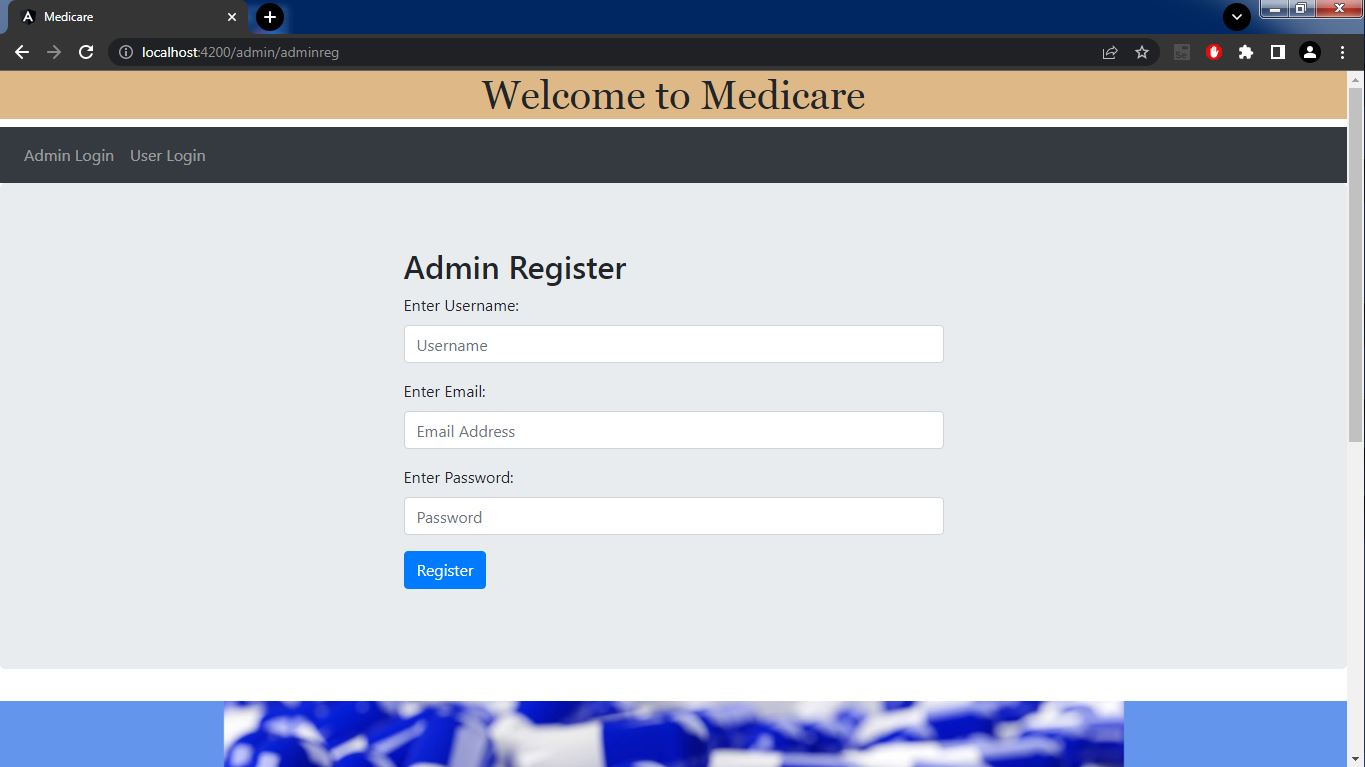 Medicare
localhost:4200/admin/adminreg
Welcome to Medicare
Admin Login User Login
Admin Register
Enter Username:
Username
Enter Email:
Email Address
Enter Password:
Password
Register